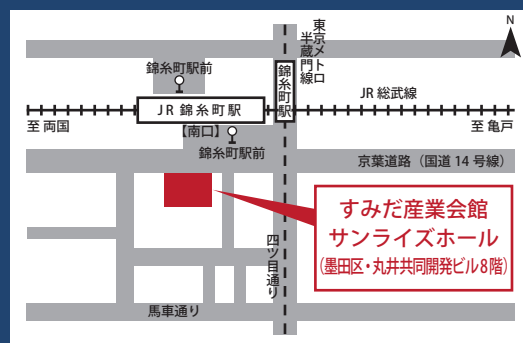 東京メトロ
半蔵門線
N
錦糸町駅前
錦糸町駅
JR 総武線
JR 錦糸町駅
至 両国
【南口】
至 亀戸
錦糸町駅前
京葉道路（国道 14 号線）
すみだ産業会館
サンライズホール
（墨田区・丸井共同開発ビル8階）
四ツ目通り
馬車通り